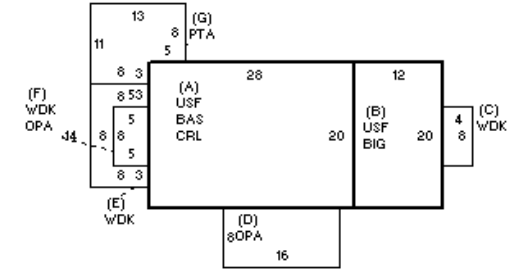 13
(G)
8 PTA
11
5
8 3
28
12
(A)
USF
BAS
CRL
(F)
WDK
OPA
8 5 3
5
(B)
USF
BIG
4
(C)
WDK
14
8
8
20
20
8
5
8 3
(E)
WDK
(D)
8 OPA
16